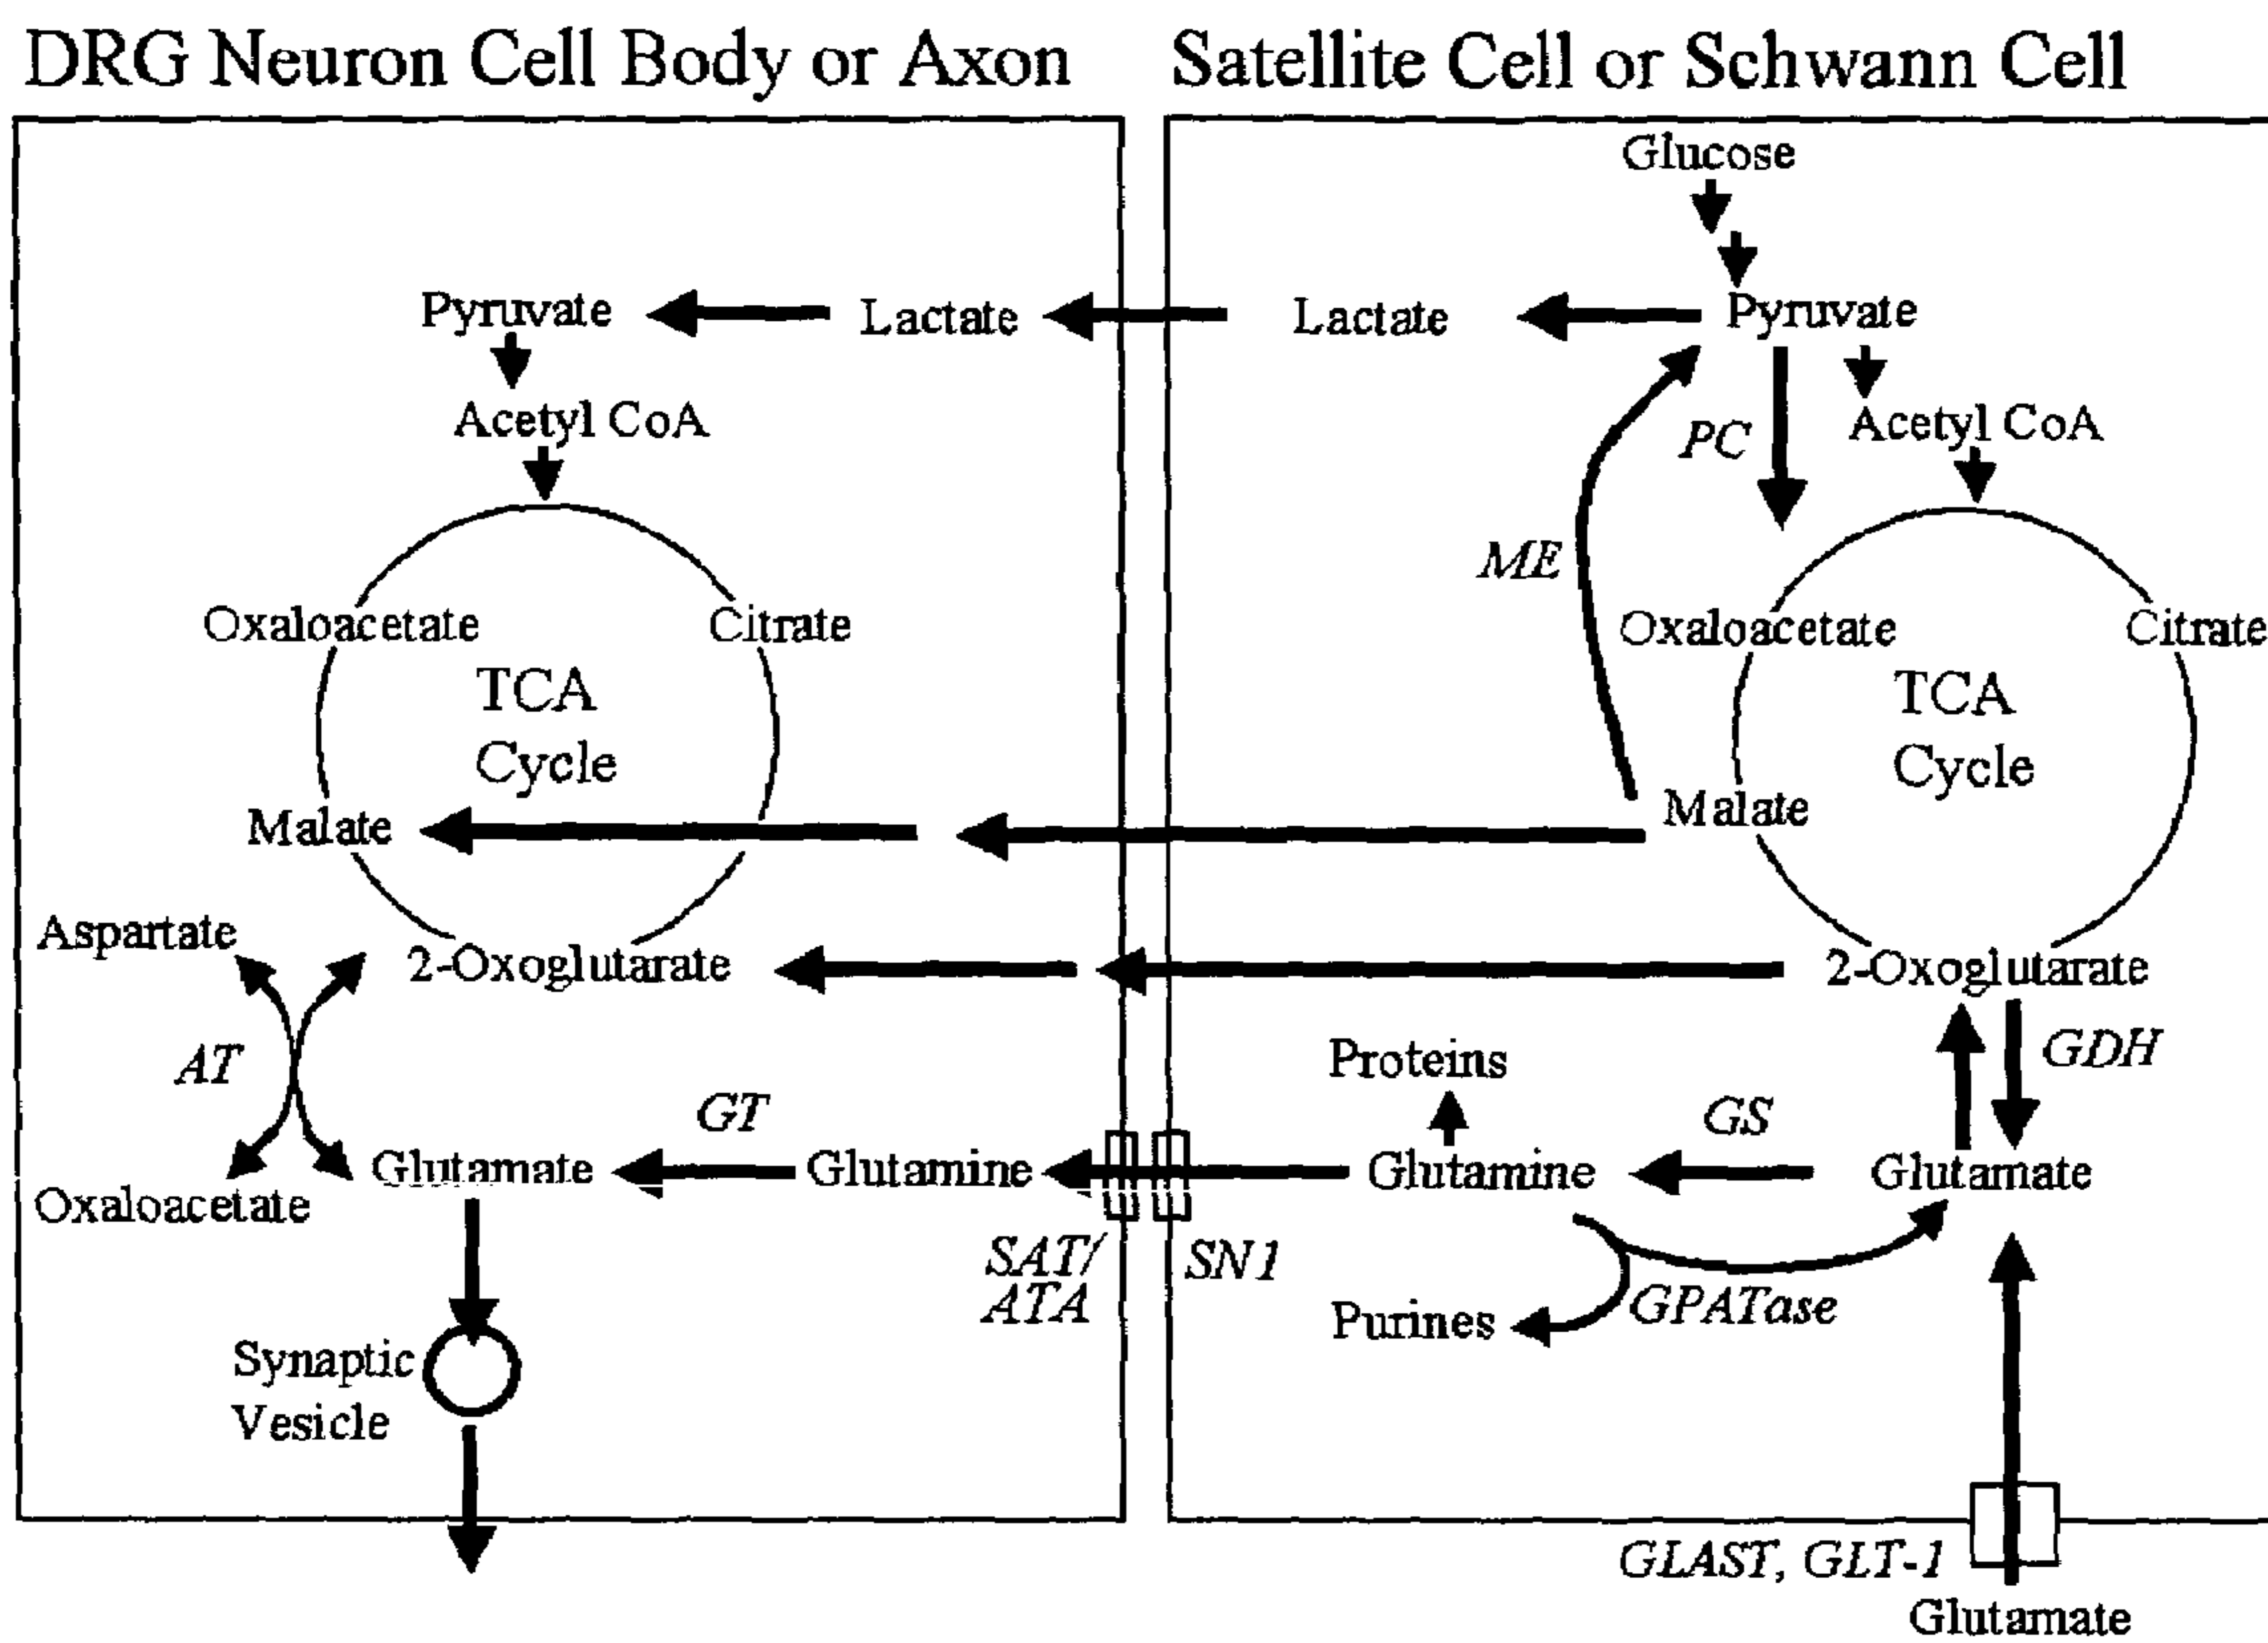 DRG Neuron Cell Body or Axon
Satellite Cell or Schwann Cell
Glucose
Pyruvate
Lactate
Lactate
Pyruvate
Acetyl CoA
PC
Acetyl CoA
ME
Oxaloacetate
Citrate
Oxaloacetate
Citrate
TCA
Cycle
TCA
Cycle
Malate
Malate
Aspartate
2-Oxoglutarate
2-Oxoglutarate
AT
Proteins
GDH
GT
GS
Glutamate
Glutamine
Glutamine
Glutamate
Oxaloacetate
SAT/
ATA
SN1
Purines
GPATase
Synaptic
Vesicle
GLAST, GLT-1
Glutamate